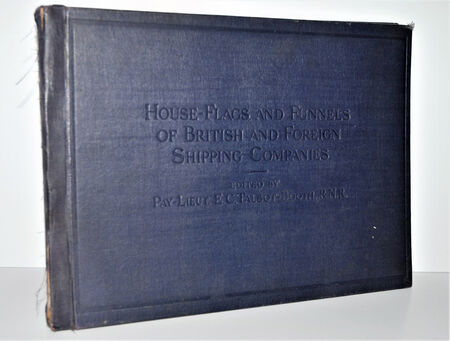 House-Flags and Funnels
of British and Foreign
Shipping Companies
Edited by
Pay-Lieut. E.C. Talbot-Booth R.N.R.